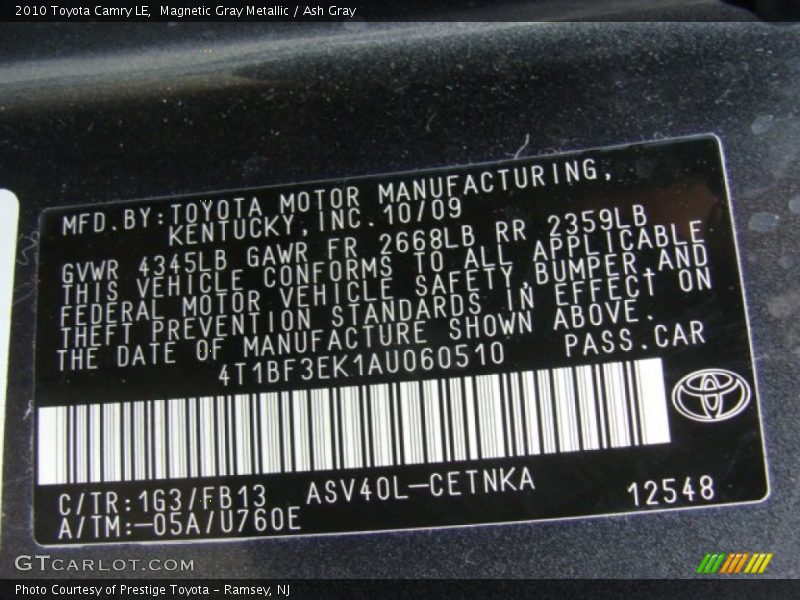 2010 Toyota Camry LE,  Magnetic Gray Metallic / Ash Gray
MFD.BY:TOYOTA MOTOR MANUFACTURING,
KENTUCKY,INC.10/09
GVWR 4345LB GAWR FR 2668LB RR 2359LB
THIS VEHICLE CONFORMS TO ALL APPLICABLE
FEDERAL MOTOR VEHICLE SAFETY,BUMPER,AND
THEFT PREVENTION STANDARDS IN EFFECT ON
THE DATE OF MANUFACTURE SHOWN ABOVE.
4T1BF3EK1AU060510 PASS.CAR
C/TR:1G3/FB13 ASV40L-CETNKA
A/TM:-05A/U760E 12548
GTCARLOT.COM
Photo Courtesy of Prestige Toyota - Ramsey, NJ